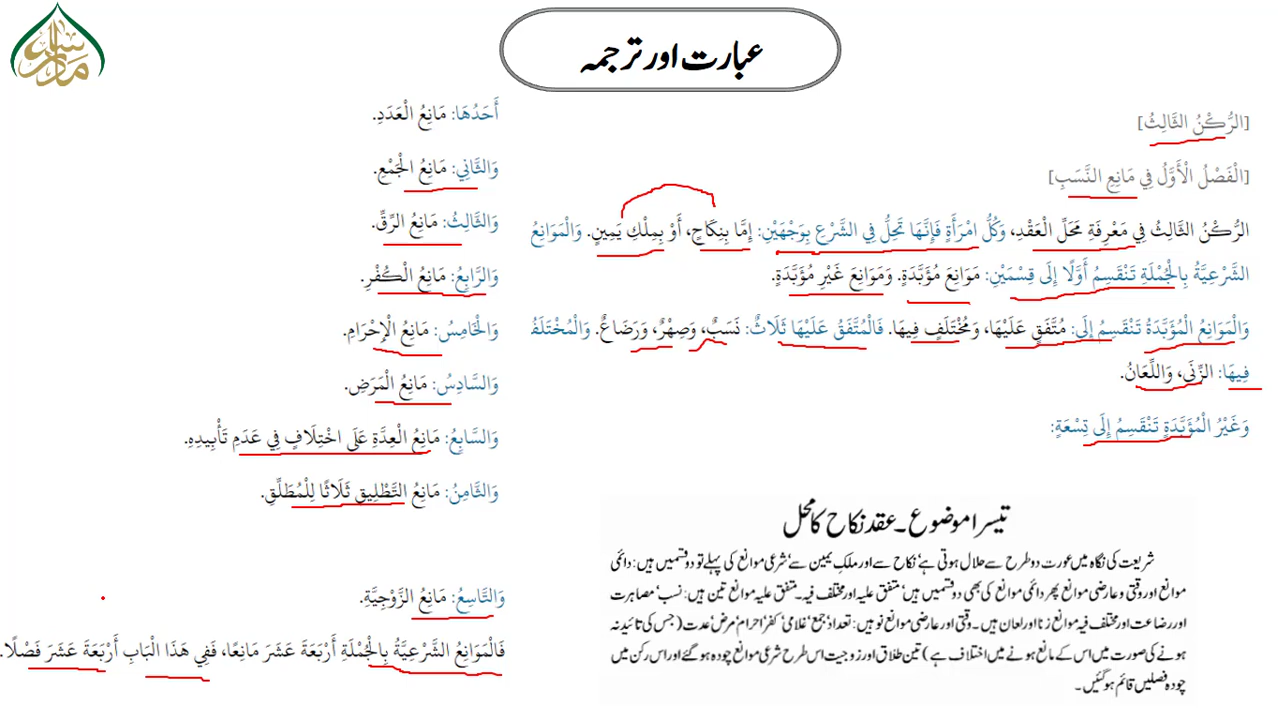 عبارت اور ترجمہ
[الرُّكْنُ الثَّالِثُ]
[الْفَصْلُ الْأَوَّلُ فِي مَانِعِ النَّسَبِ]
الرُّكْنُ الثَّالِثُ فِي مَعْرِفَةِ مَحَلِّ الْعَقْدِ، وَكُلُّ امْرَأَةٍ فَإِنَّهَا تَحِلُّ فِي الشَّرْعِ بِوَجْهَيْنِ: إِمَّا بِنِكَاحٍ، أَوْ بِمِلْكِ يَمِينٍ. وَالْمَوَانِعُ
الشَّرْعِيَّةُ بِالْجُمْلَةِ تَنْقَسِمُ أَوَّلًا إِلَى قِسْمَيْنِ: مَوَانِعَ مُؤَبَّدَةٍ. وَمَوَانِعَ غَيْرِ مُؤَبَّدَةٍ.
وَالْمَوَانِعُ الْمُؤَبَّدَةُ تَنْقَسِمُ إِلَى: مُتَّفَقٍ عَلَيْهَا، وَمُخْتَلَفٍ فِيهَا. فَالْمُتَّفَقُ عَلَيْهَا ثَلَاثٌ: نَسَبٌ، وَصِهْرٌ، وَرَضَاعٌ. وَالْمُخْتَلَفُ
فِيهَا: الزِّنَى، وَاللِّعَانُ.
وَغَيْرُ الْمُؤَبَّدَةِ تَنْقَسِمُ إِلَى تِسْعَةٍ:
أَحَدُهَا: مَانِعُ الْعَدَدِ.
وَالثَّانِي: مَانِعُ الْجَمْعِ.
وَالثَّالِثُ: مَانِعُ الرِّقِّ.
وَالرَّابِعُ: مَانِعُ الْكُفْرِ.
وَالْخَامِسُ: مَانِعُ الْإِحْرَامِ.
وَالسَّادِسُ: مَانِعُ الْمَرَضِ.
وَالسَّابِعُ: مَانِعُ الْعِدَّةِ عَلَى اخْتِلَافٍ فِي عَدَمِ تَأْبِيدِهِ.
وَالثَّامِنُ: مَانِعُ التَّطْلِيقِ ثَلَاثًا لِلْمُطَلِّقِ.
وَالتَّاسِعُ: مَانِعُ الزَّوْجِيَّةِ.
فَالْمَوَانِعُ الشَّرْعِيَّةُ بِالْجُمْلَةِ أَرْبَعَةَ عَشَرَ مَانِعًا، فَفِي هَذَا الْبَابِ أَرْبَعَةَ عَشَرَ فَصْلًا.
تیسرا موضوع۔ عقد نکاح کا محل
شریعت کی نگاہ میں عورت دو طرح سے حلال ہوتی ہے‘ نکاح سے اور ملک یمین سے‘ شرعی موانع کی پہلے تو دو قسمیں ہیں: دائمی
موانع اور وقتی و عارضی موانع پھر دائمی موانع کی بھی دو قسمیں ہیں‘ متفق علیہ اور مختلف فیہ۔ متفق علیہ موانع تین ہیں: نسب‘ مصاہرت
اور رضاعت اور مختلف فیہ موانع زنا اور لعان ہیں۔ وقتی اور عارضی موانع نو ہیں: تعداد‘ جمع‘ غلامی‘ کفر‘ احرام‘ مرض‘ عدت (جس کی تائید نہ
ہونے کی صورت میں اس کے مانع ہونے میں اختلاف ہے) تین طلاق اور زوجیت اس طرح شرعی موانع چودہ ہو گئے اور اس رکن میں
چودہ فصلیں قائم ہو گئیں۔